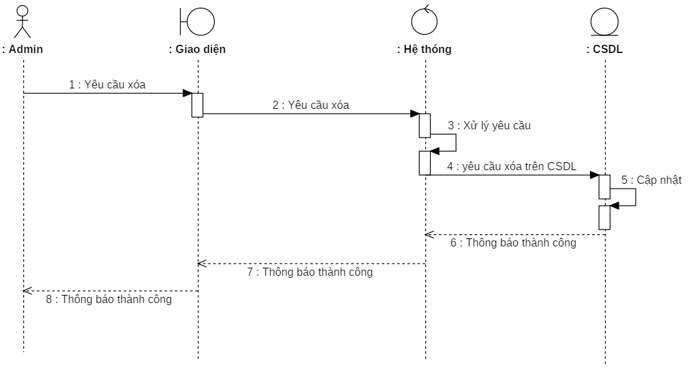 : Admin
: Giao diện
: Hệ thóng
: CSDL
1 : Yêu cầu xóa
2 : Yêu cầu xóa
3 : Xử lý yêu cầu
4 : yêu cầu xóa trên CSDL
5 : Cập nhật
6 : Thông báo thành công
7 : Thông báo thành công
8 : Thông báo thành công